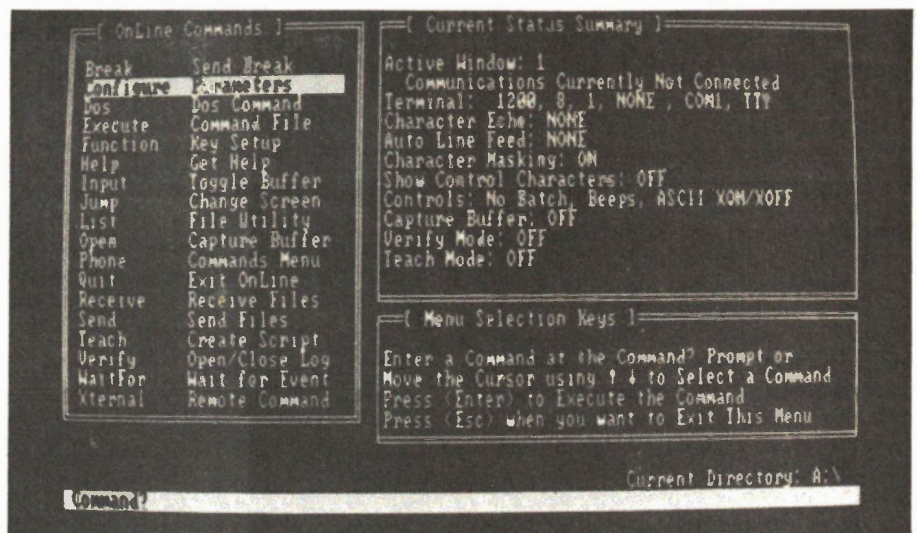 [ OnLine Commands ]
Break Send Break
Configure Parameters
Dos Dos Command
Execute Command File
Function Key Setup
Help Get Help
Input Toggle Buffer
Jump Change Screen
List File Utility
Open Capture Buffer
Phone Commands Menu
Quit Exit OnLine
Receive Receive Files
Send Send Files
Teach Create Script
Verify Open/Close Log
WaitFor Wait for Event
Xternal Remote Command
[ Current Status Summary ]
Active Window: 1
Communications Currently Not Connected
Terminal: 1200, 8, 1, NONE , COM1, TTY
Character Echo: NONE
Auto Line Feed: NONE
Character Masking: ON
Show Control Characters: OFF
Controls: No Batch, Beeps, ASCII XON/XOFF
Capture Buffer: OFF
Verify Mode: OFF
Teach Mode: OFF
[ Menu Selection Keys ]
Enter a Command at the Command? Prompt or
Move the Cursor using ↑ ↓ to Select a Command
Press <Enter> to Execute the Command
Press <Esc> when you want to Exit This Menu
Current Directory: A:\
Command?